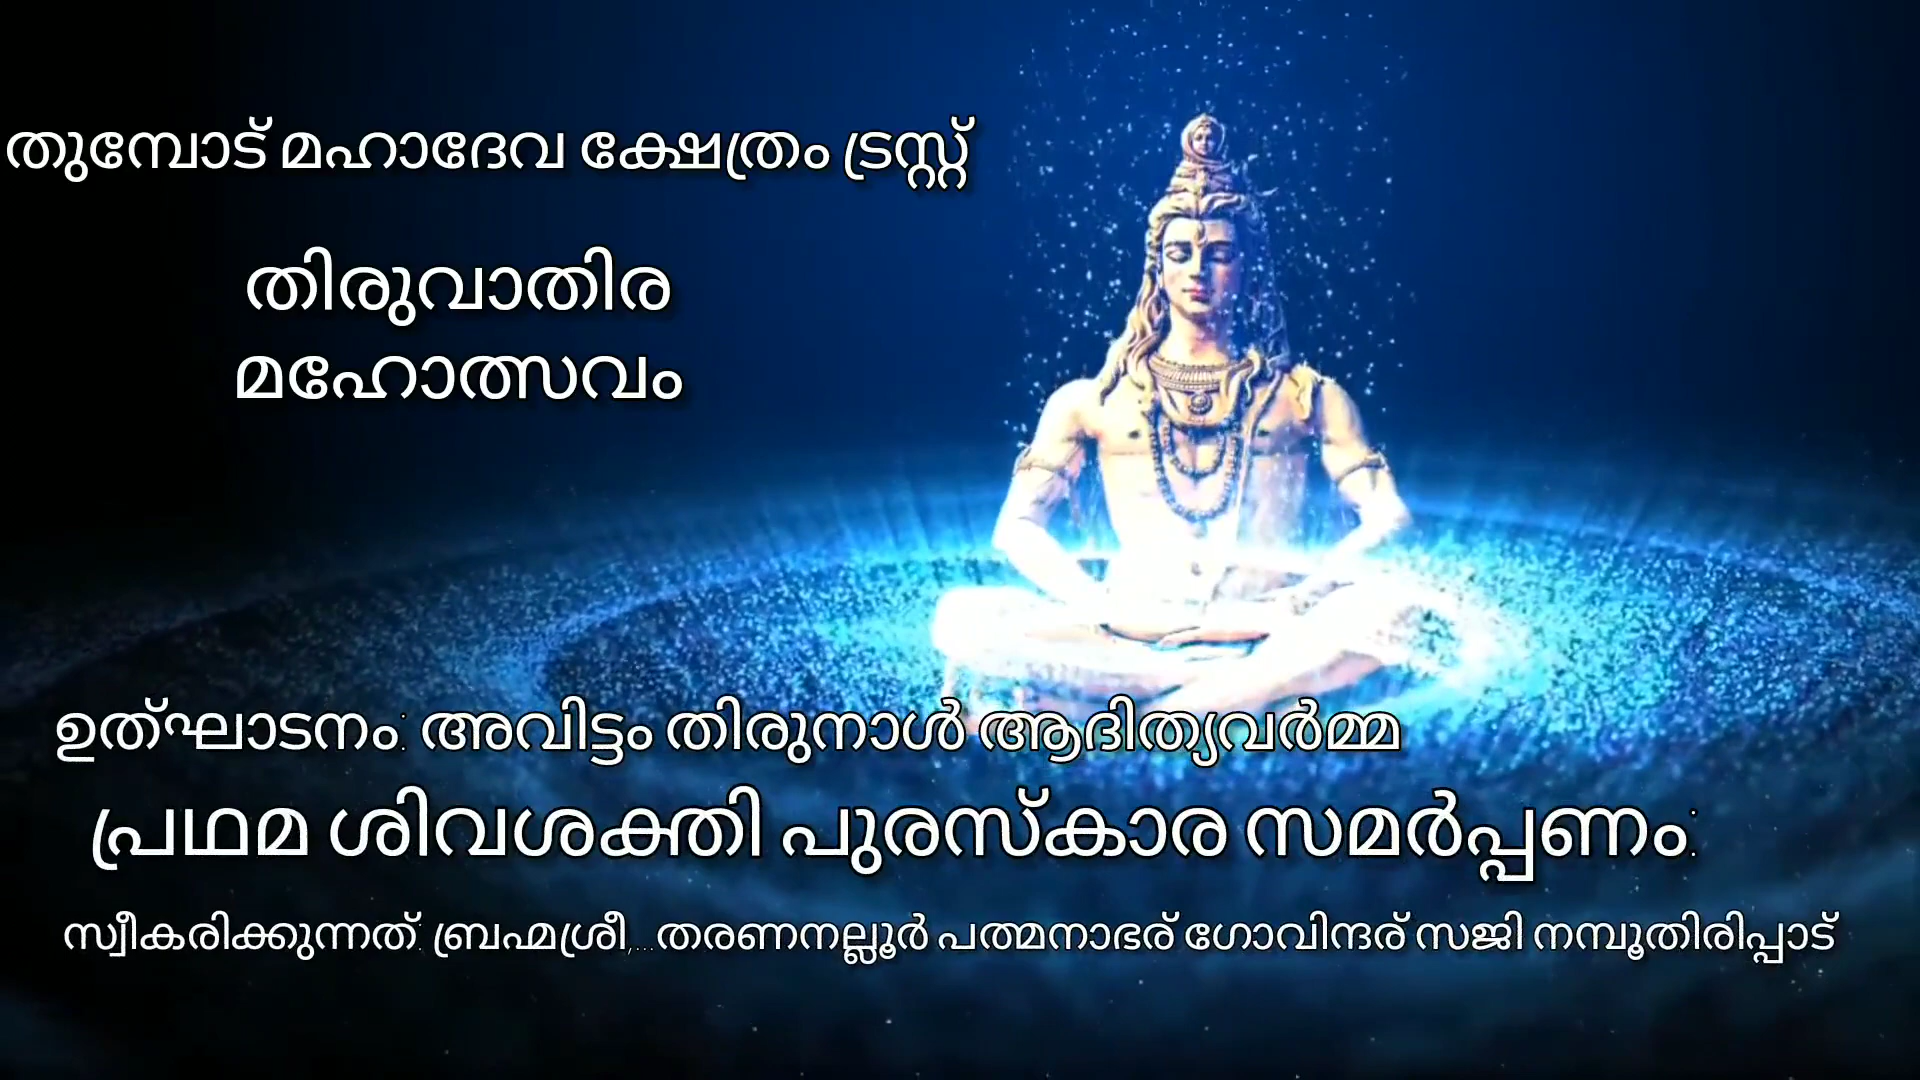 തുമ്പോട് മഹാദേവ ക്ഷേത്രം ട്രസ്റ്റ്
തിരുവാതിര
മഹോത്സവം
ഉത്ഘാടനം: അവിട്ടം തിരുനാൾ ആദിത്യവർമ്മ
പ്രഥമ ശിവശക്തി പുരസ്കാര സമർപ്പണം:
സ്വീകരിക്കുന്നത്: ബ്രഹ്മശ്രീ,...തരണനല്ലൂർ പത്മനാഭര് ഗോവിന്ദര് സജി നമ്പൂതിരിപ്പാട്